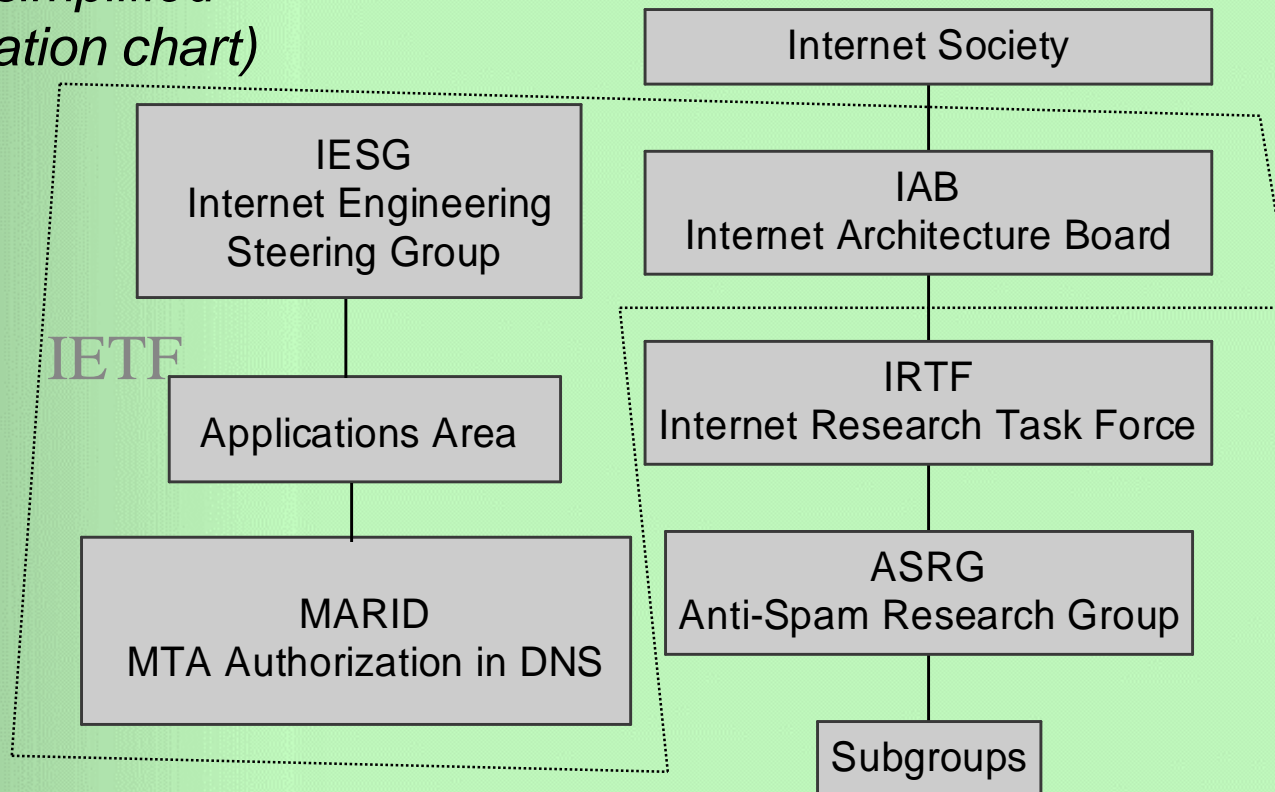 ation chart)
Internet Society
IESG
Internet Engineering
Steering Group
IAB
Internet Architecture Board
IETF
Applications Area
IRTF
Internet Research Task Force
MARID
MTA Authorization in DNS
ASRG
Anti-Spam Research Group
Subgroups